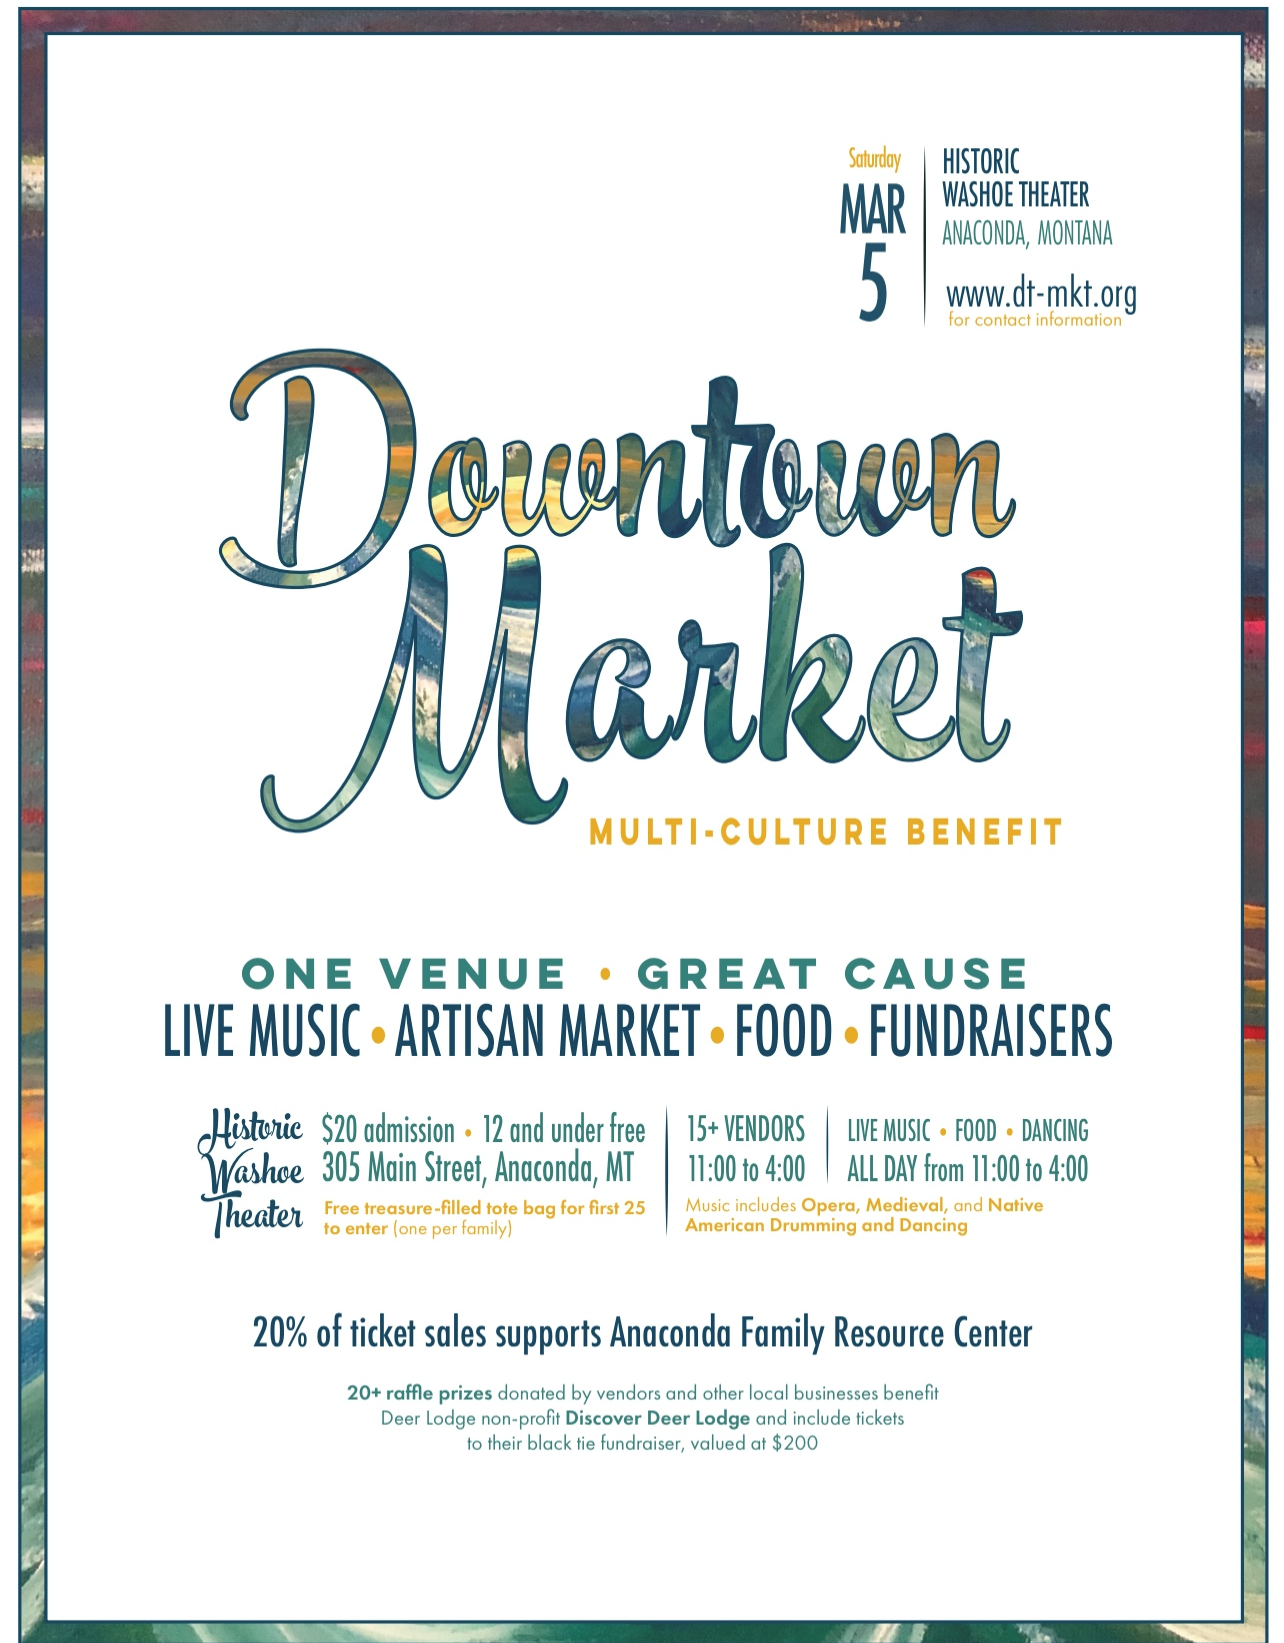 Saturday
MAR
5
HISTORIC
WASHOE THEATER
ANACONDA, MONTANA
www.dt-mkt.org
for contact information
Downtown
Market
MULTI-CULTURE BENEFIT
ONE VENUE • GREAT CAUSE
LIVE MUSIC • ARTISAN MARKET • FOOD • FUNDRAISERS
Historic
Washoe
Theater
$20 admission • 12 and under free
305 Main Street, Anaconda, MT
Free treasure-filled tote bag for first 25
to enter (one per family)
15+ VENDORS
11:00 to 4:00
LIVE MUSIC • FOOD • DANCING
ALL DAY from 11:00 to 4:00
Music includes Opera, Medieval, and Native
American Drumming and Dancing
20% of ticket sales supports Anaconda Family Resource Center
20+ raffle prizes donated by vendors and other local businesses benefit
Deer Lodge non-profit Discover Deer Lodge and include tickets
to their black tie fundraiser, valued at $200